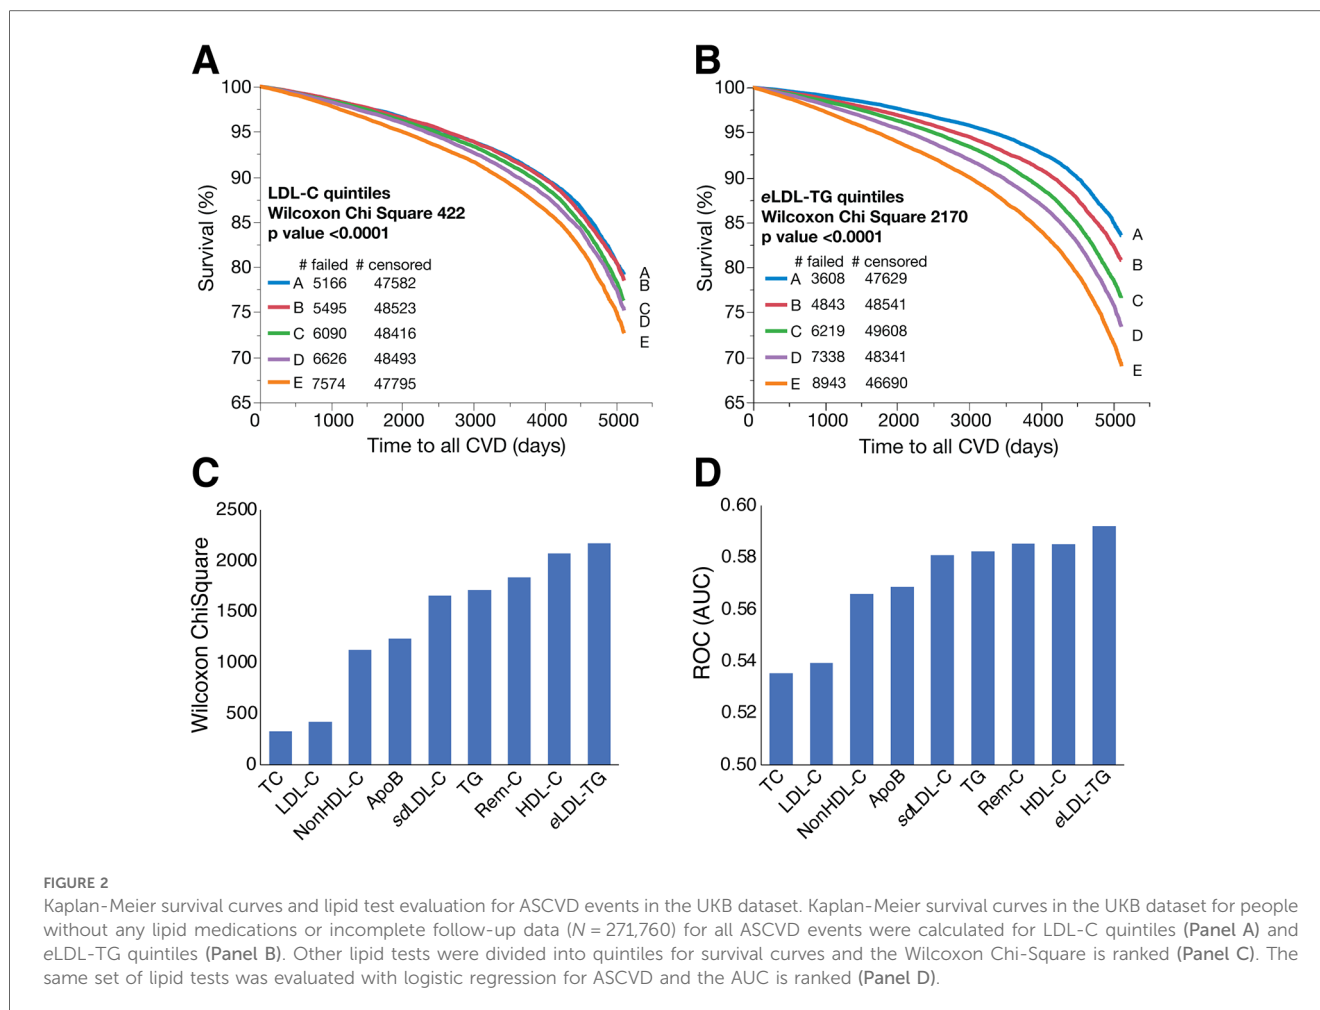 A
100
95
90
85
80
75
70
65
Survival (%)
LDL-C quintiles
Wilcoxon Chi Square 422
p value <0.0001
# failed # censored
A 5166 47582
B 5495 48523
C 6090 48416
D 6626 48493
E 7574 47795
A
B
C
D
E
0 1000 2000 3000 4000 5000
Time to all CVD (days)
B
100
95
90
85
80
75
70
65
Survival (%)
eLDL-TG quintiles
Wilcoxon Chi Square 2170
p value <0.0001
# failed # censored
A 3608 47629
B 4843 48541
C 6219 49608
D 7338 48341
E 8943 46690
A
B
C
D
E
0 1000 2000 3000 4000 5000
Time to all CVD (days)
C
2500
2000
1500
1000
500
0
Wilcoxon ChiSquare
TC LDL-C NonHDL-C ApoB sdLDL-C TG Rem-C HDL-C eLDL-TG
D
0.60
0.58
0.56
0.54
0.52
0.50
ROC (AUC)
TC LDL-C NonHDL-C ApoB sdLDL-C TG Rem-C HDL-C eLDL-TG
FIGURE 2
Kaplan-Meier survival curves and lipid test evaluation for ASCVD events in the UKB dataset. Kaplan-Meier survival curves in the UKB dataset for people
without any lipid medications or incomplete follow-up data (N = 271,760) for all ASCVD events were calculated for LDL-C quintiles (Panel A) and
eLDL-TG quintiles (Panel B). Other lipid tests were divided into quintiles for survival curves and the Wilcoxon Chi-Square is ranked (Panel C). The
same set of lipid tests was evaluated with logistic regression for ASCVD and the AUC is ranked (Panel D).